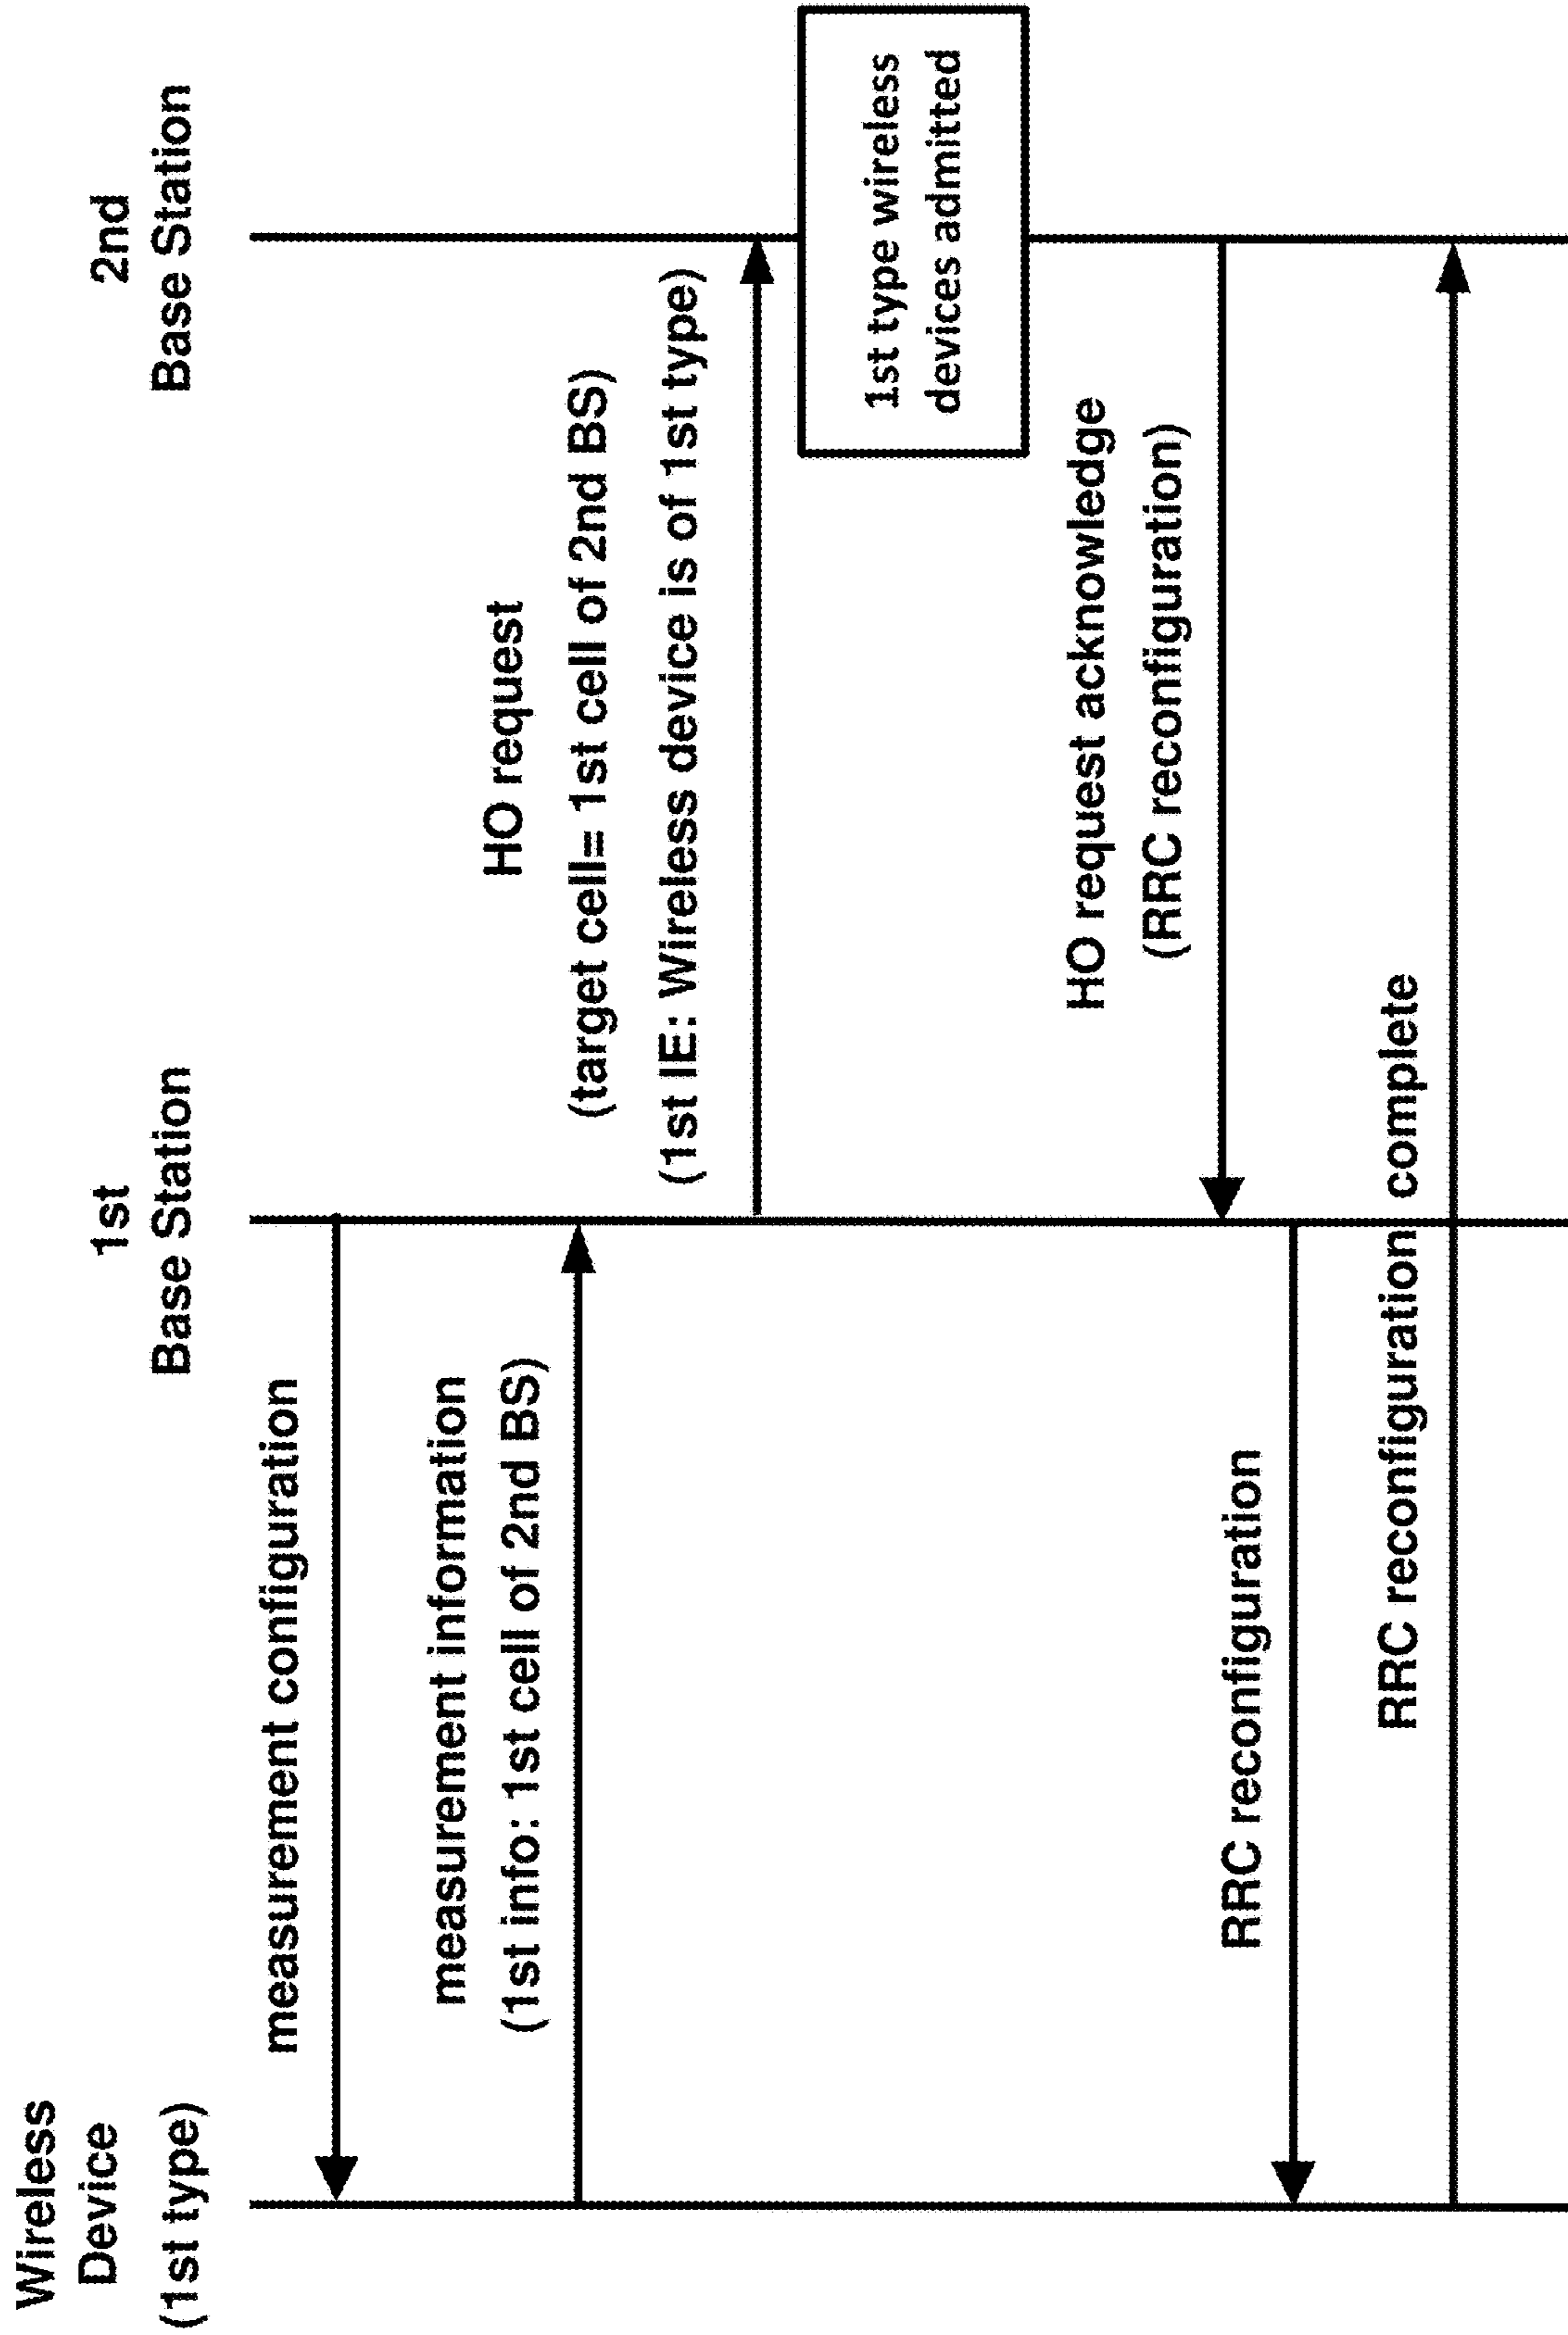 Wireless
Device
(1st type)
1st
Base Station
2nd
Base Station
measurement configuration
measurement information
(1st info: 1st cell of 2nd BS)
HO request
(target cell= 1st cell of 2nd BS)
(1st IE: Wireless device is of 1st type)
1st type wireless
devices admitted
HO request acknowledge
(RRC reconfiguration)
RRC reconfiguration
RRC reconfiguration complete